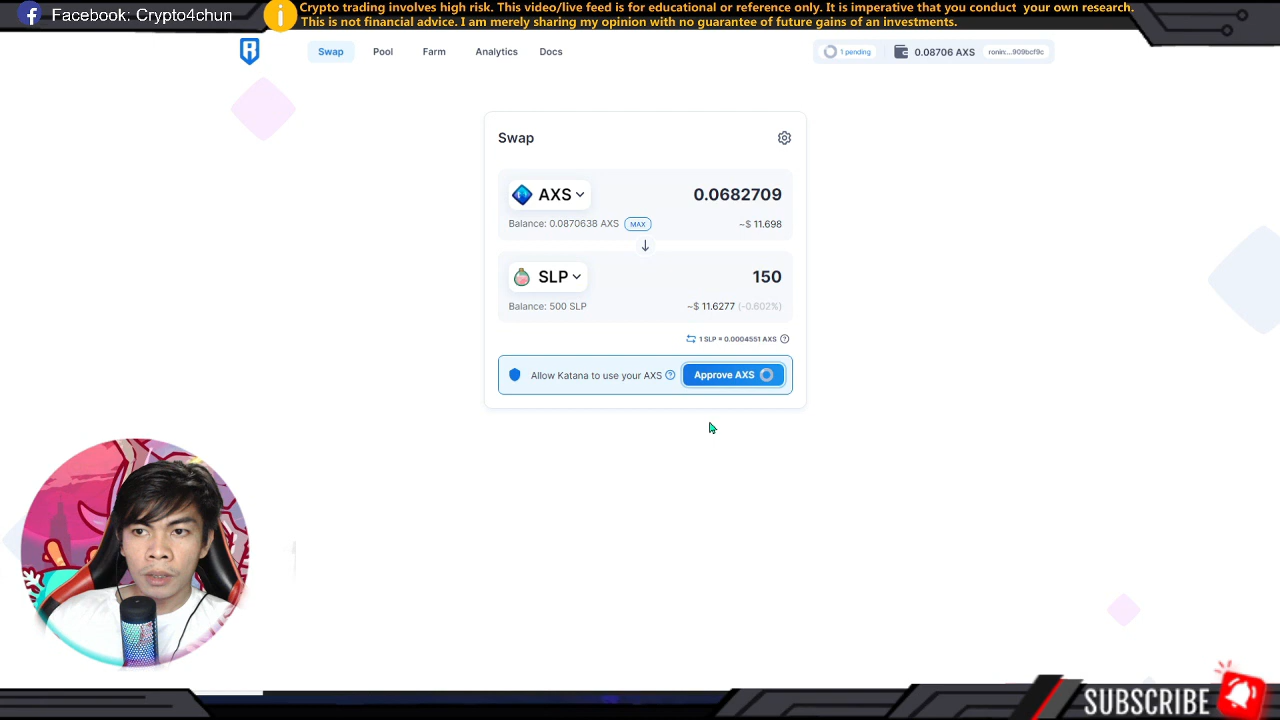 Facebook: Crypto4chun
Crypto trading involves high risk. This video/live feed is for educational or reference only. It is imperative that you conduct your own research.
This is not financial advice. I am merely sharing my opinion with no guarantee of future gains of an investments.
Swap
Pool
Farm
Analytics
Docs
1 pending
0.08706 AXS
ronin:...909bcf9c
Swap
AXS
0.0682709
Balance: 0.0870638 AXS
MAX
~$ 11.698
SLP
150
Balance: 500 SLP
~$ 11.6277 (-0.602%)
1 SLP = 0.0004551 AXS
Allow Katana to use your AXS
Approve AXS
SUBSCRIBE